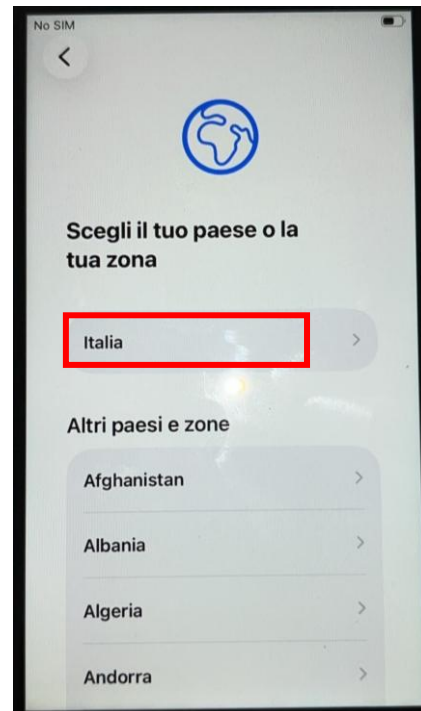 No SIM
Scegli il tuo paese o la
tua zona
Italia
Altri paesi e zone
Afghanistan
Albania
Algeria
Andorra